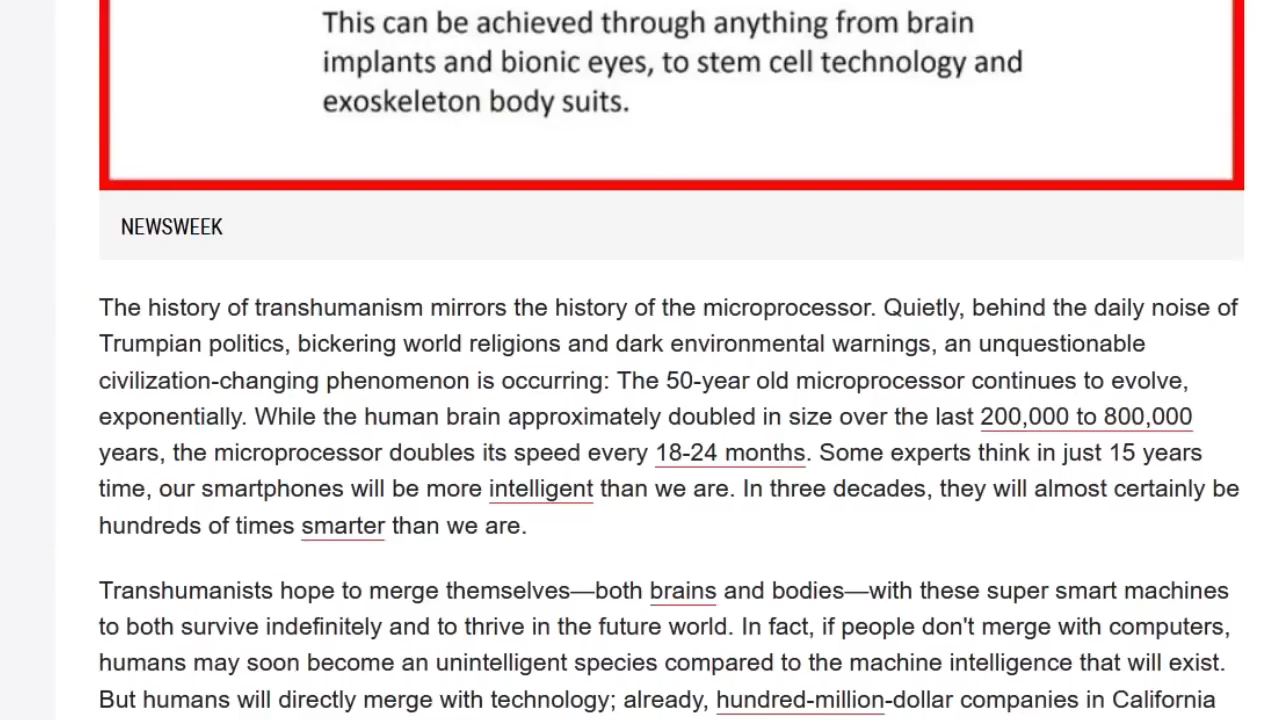 This can be achieved through anything from brain
implants and bionic eyes, to stem cell technology and
exoskeleton body suits.
NEWSWEEK
The history of transhumanism mirrors the history of the microprocessor. Quietly, behind the daily noise of
Trumpian politics, bickering world religions and dark environmental warnings, an unquestionable
civilization-changing phenomenon is occurring: The 50-year old microprocessor continues to evolve,
exponentially. While the human brain approximately doubled in size over the last 200,000 to 800,000
years, the microprocessor doubles its speed every 18-24 months. Some experts think in just 15 years
time, our smartphones will be more intelligent than we are. In three decades, they will almost certainly be
hundreds of times smarter than we are.
Transhumanists hope to merge themselves—both brains and bodies—with these super smart machines
to both survive indefinitely and to thrive in the future world. In fact, if people don't merge with computers,
humans may soon become an unintelligent species compared to the machine intelligence that will exist.
But humans will directly merge with technology; already, hundred-million-dollar companies in California